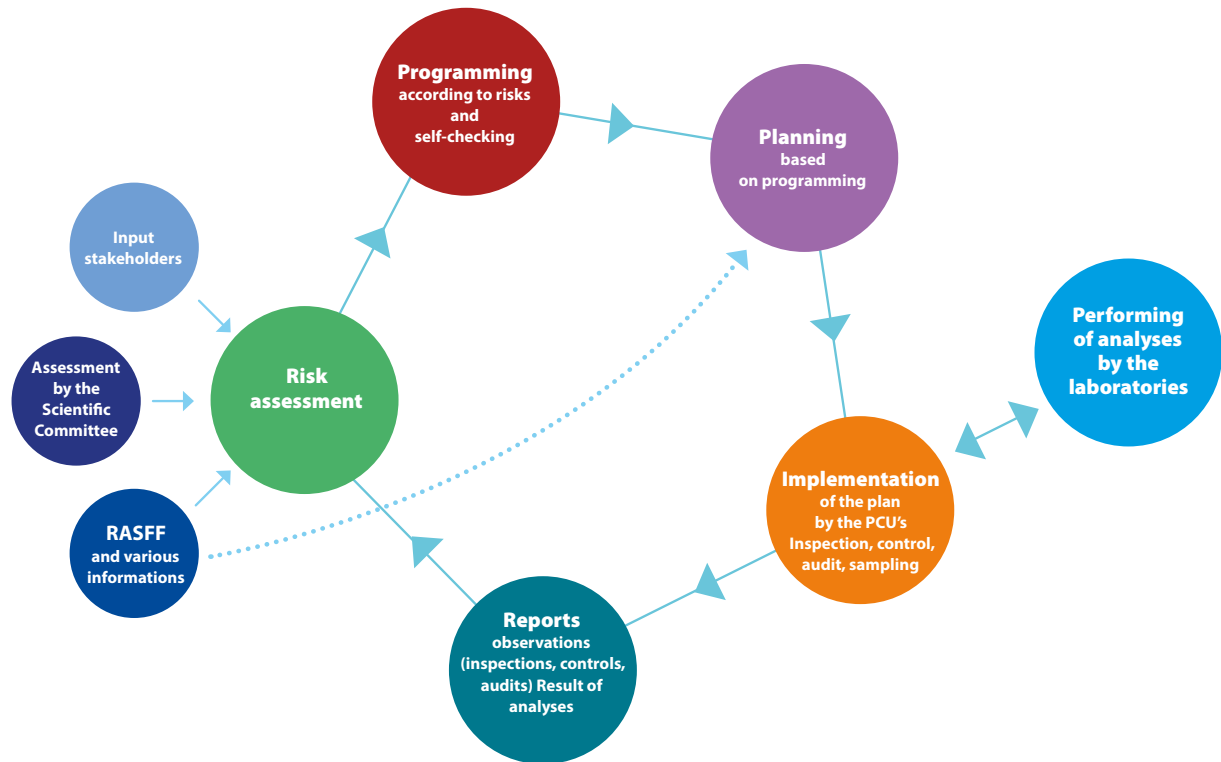 Programming
according to risks
and
self-checking
Planning
based
on programming
Input
stakeholders
Performing
of analyses
by the
laboratories
Assessment
by the
Scientific
Committee
Risk
assessment
Implementation
of the plan
by the PCU's
Inspection, control,
audit, sampling
RASFF
and various
informations
Reports
observations
(inspections, controls,
audits) Result of
analyses